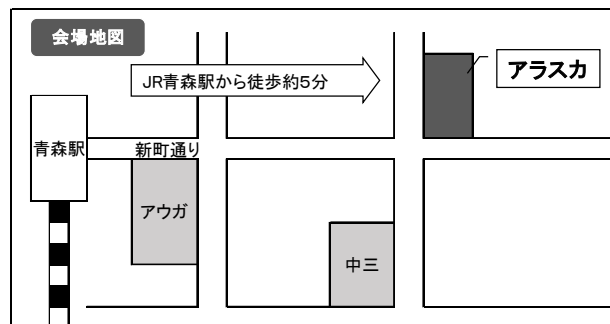 会場地図
JR青森駅から徒歩約5分
アラスカ
青森駅
新町通り
アウガ
中三